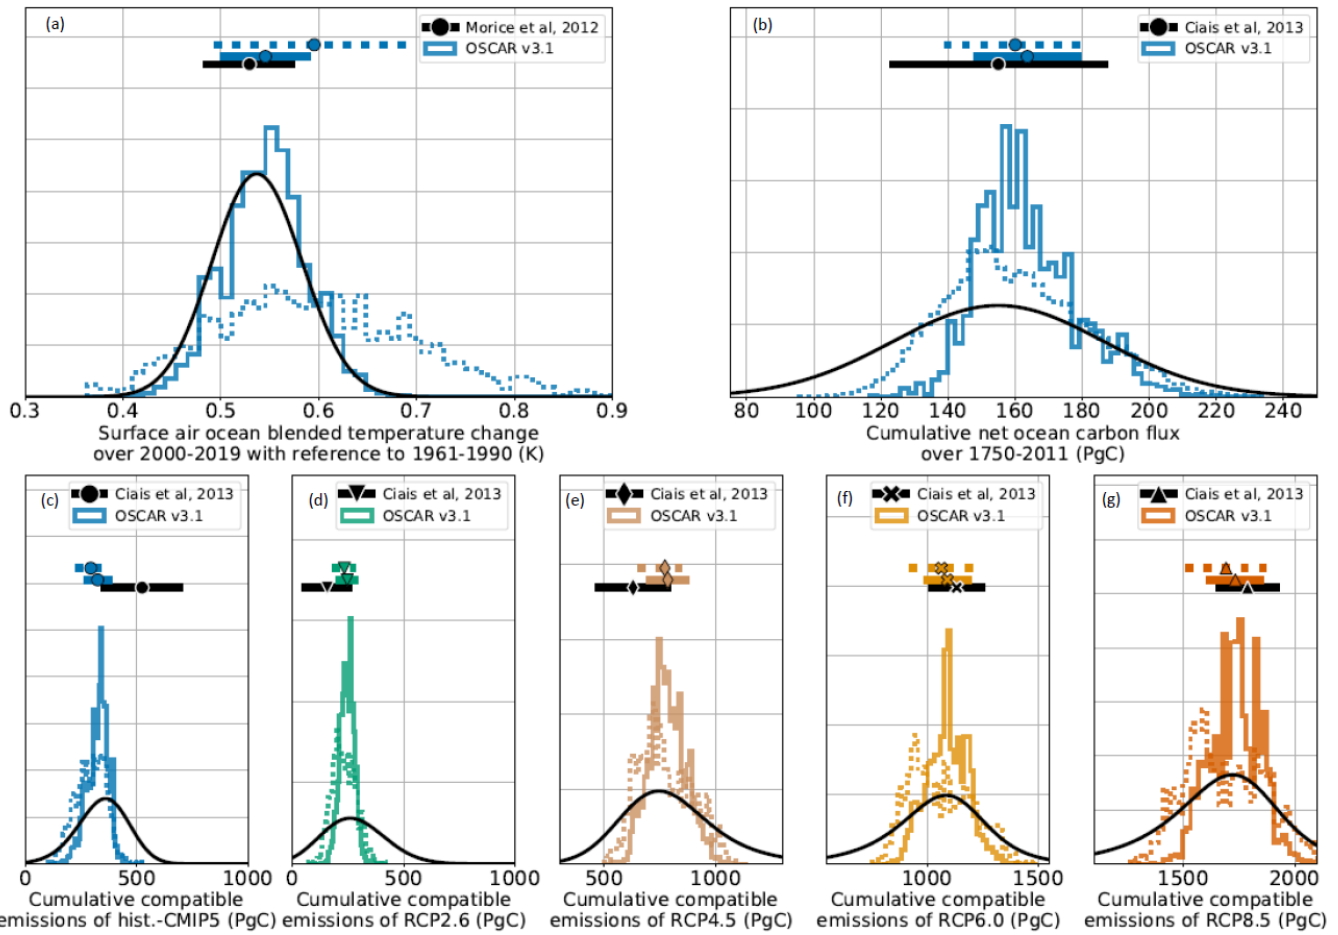 (a)
Morice et al, 2012
OSCAR v3.1
0.3 0.4 0.5 0.6 0.7 0.8 0.9
Surface air ocean blended temperature change
over 2000-2019 with reference to 1961-1990 (K)
(b)
Ciais et al, 2013
OSCAR v3.1
80 100 120 140 160 180 200 220 240
Cumulative net ocean carbon flux
over 1750-2011 (PgC)
(c)
Ciais et al, 2013
OSCAR v3.1
0 500 1000
Cumulative compatible
emissions of hist.-CMIP5 (PgC)
(d)
Ciais et al, 2013
OSCAR v3.1
0 500 1000
Cumulative compatible
emissions of RCP2.6 (PgC)
(e)
Ciais et al, 2013
OSCAR v3.1
500 1000
Cumulative compatible
emissions of RCP4.5 (PgC)
(f)
Ciais et al, 2013
OSCAR v3.1
1000 1500
Cumulative compatible
emissions of RCP6.0 (PgC)
(g)
Ciais et al, 2013
OSCAR v3.1
1500 2000
Cumulative compatible
emissions of RCP8.5 (PgC)